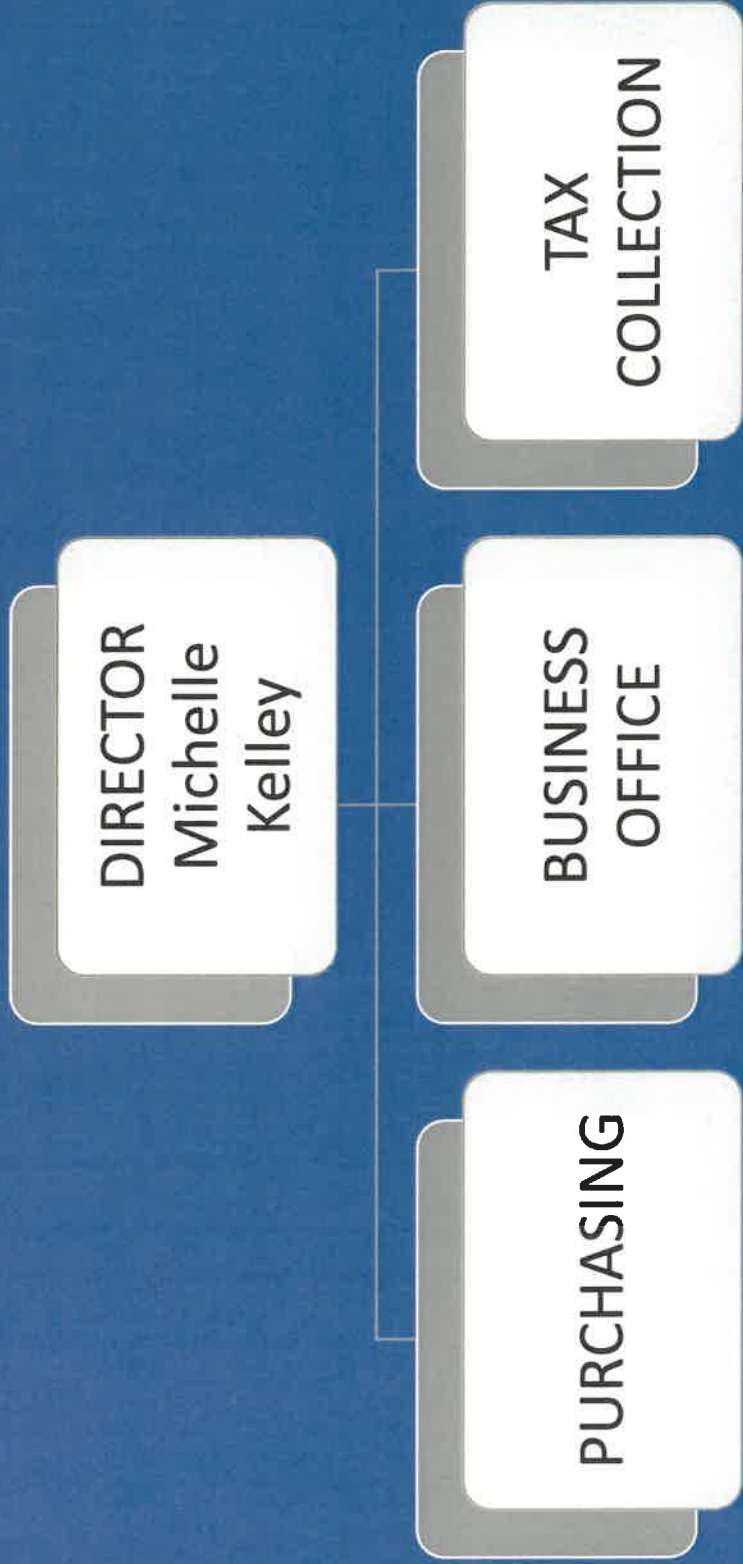 DIRECTOR
Michelle
Kelley
PURCHASING
BUSINESS
OFFICE
TAX
COLLECTION